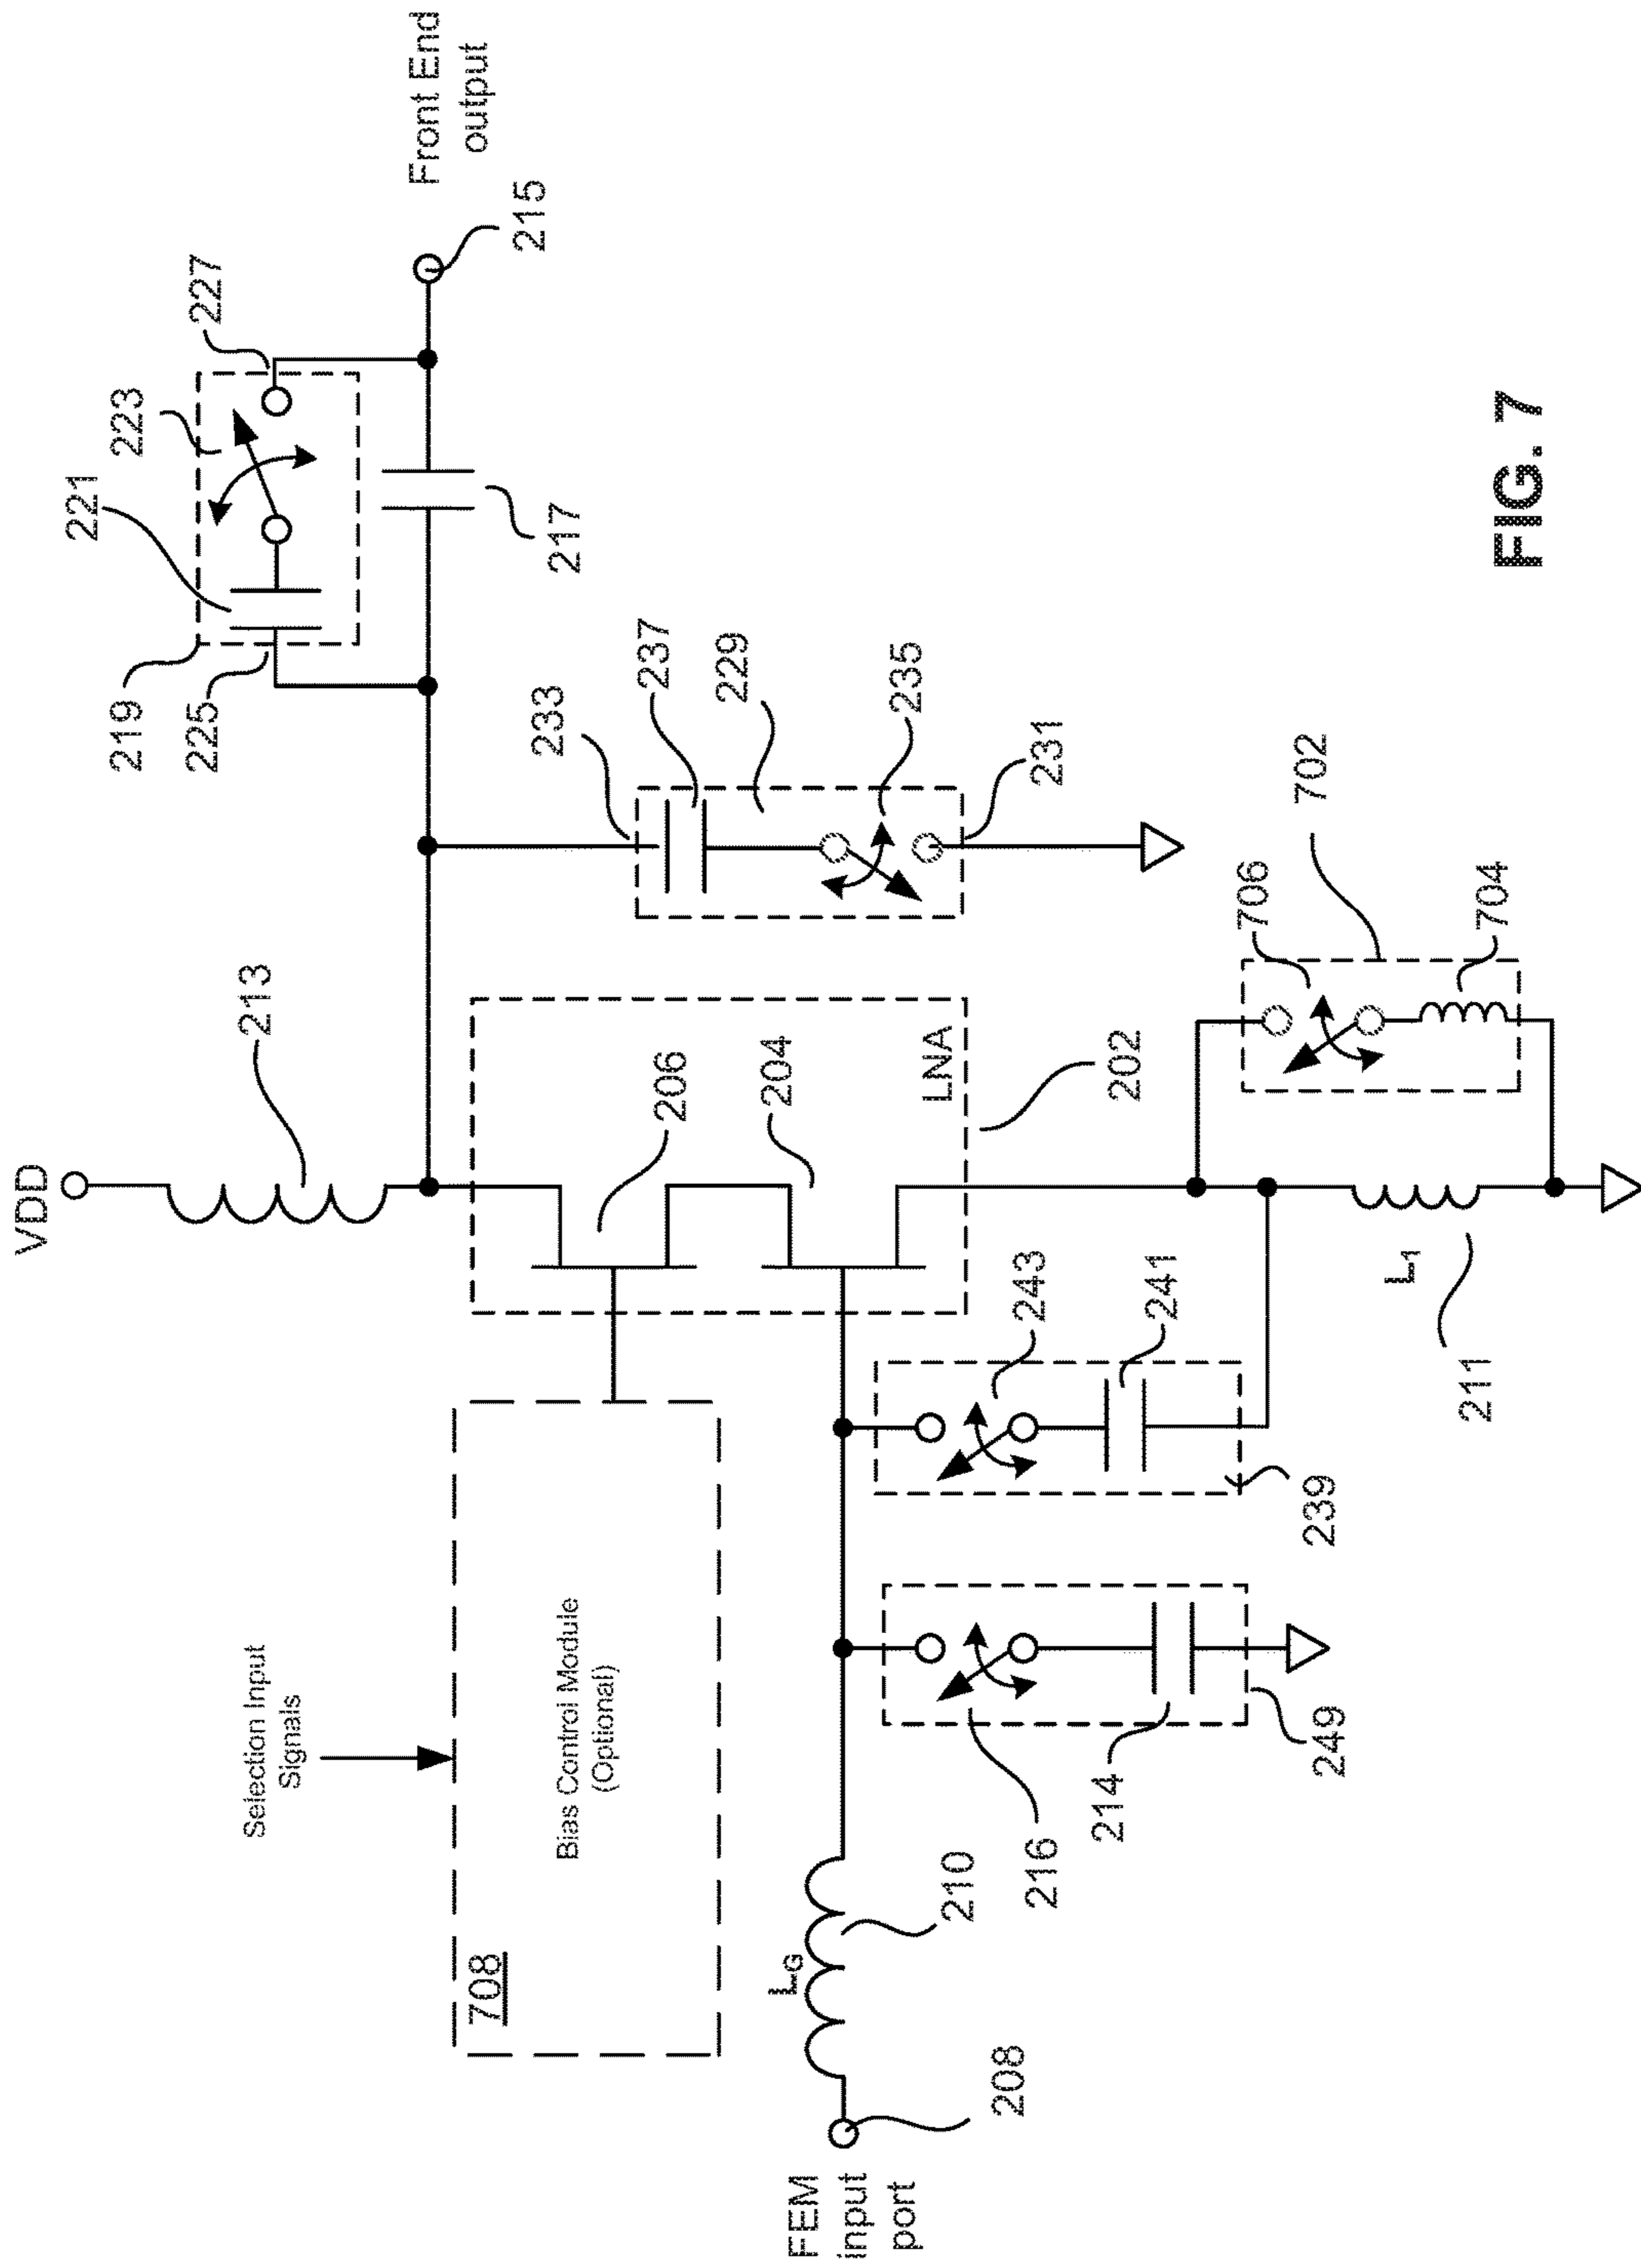 VDD
213
Selection Input
Signals
708
Bias Control Module
(Optional)
206
204
LNA
202
219
221
223
225
227
217
215
Front End
output
233
237
229
235
231
FEM
input
port
208
L_G
210
216
214
249
243
241
239
L_1
211
702
706
704
FIG. 7